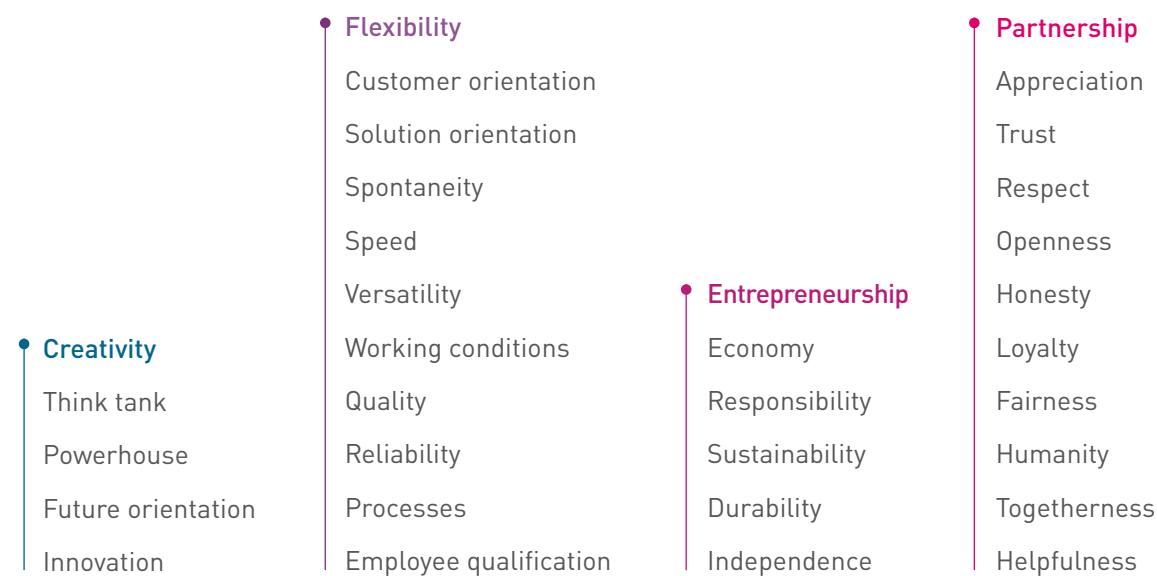 Creativity
Think tank
Powerhouse
Future orientation
Innovation
Flexibility
Customer orientation
Solution orientation
Spontaneity
Speed
Versatility
Working conditions
Quality
Reliability
Processes
Employee qualification
Entrepreneurship
Economy
Responsibility
Sustainability
Durability
Independence
Partnership
Appreciation
Trust
Respect
Openness
Honesty
Loyalty
Fairness
Humanity
Togetherness
Helpfulness